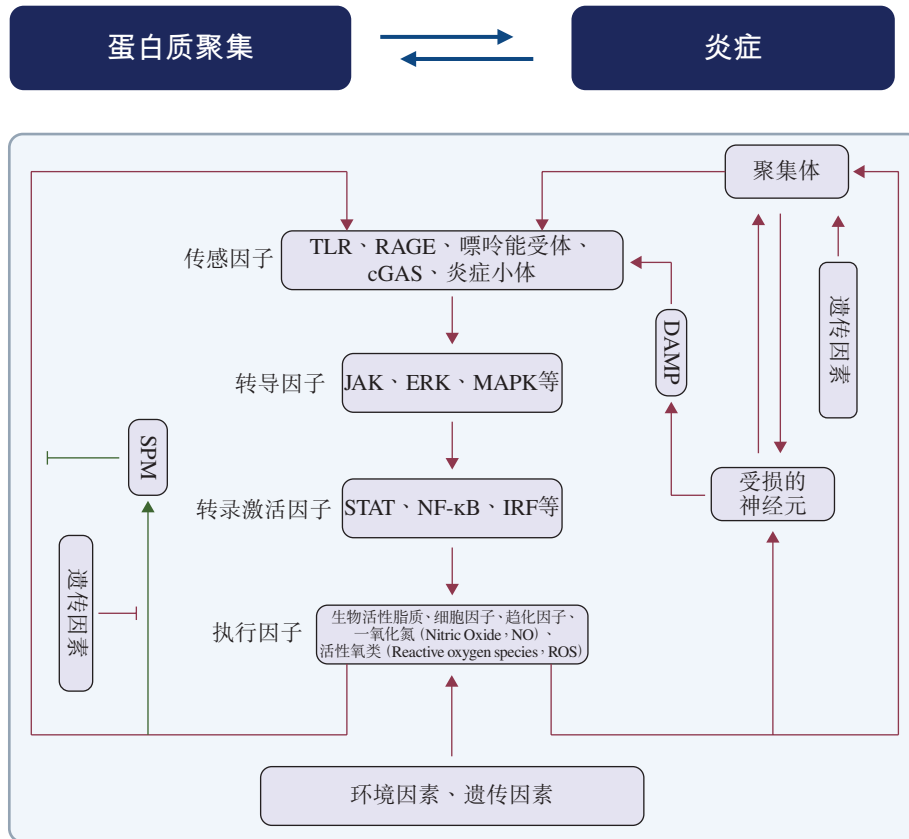 蛋白质聚集
炎症
聚集体
传感因子
TLR、RAGE、嘌呤能受体、
cGAS、炎症小体
遗传因素
DAMP
转导因子
JAK、ERK、MAPK等
SPM
受损的
神经元
转录激活因子
STAT、NF-κB、IRF等
遗传因素
执行因子
生物活性脂质、细胞因子、趋化因子、
一氧化氮 (Nitric Oxide，NO)、
活性氧类 (Reactive oxygen species，ROS)
环境因素、遗传因素